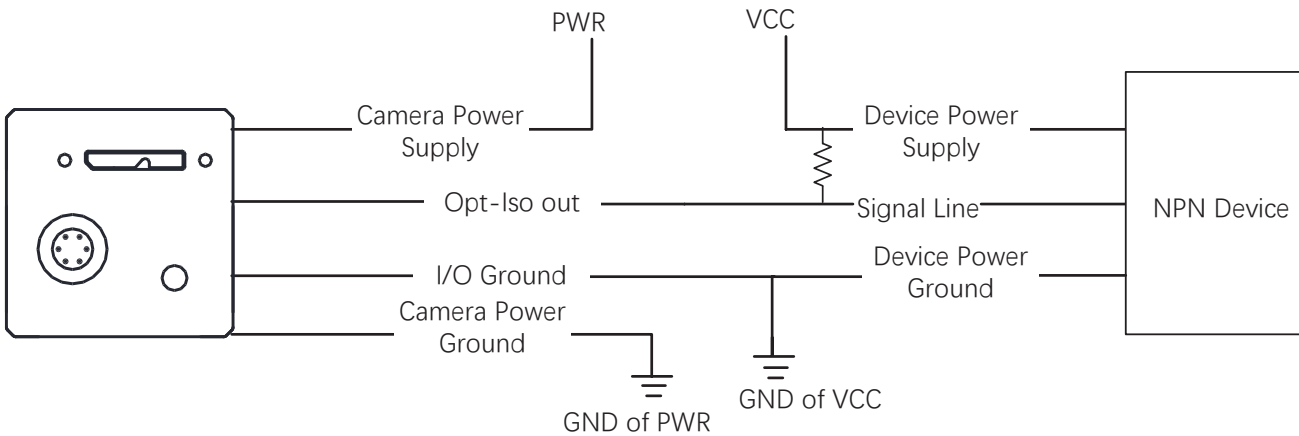 PWR
VCC
Camera Power
Supply
Device Power
Supply
Opt-Iso out
Signal Line
NPN Device
I/O Ground
Device Power
Ground
Camera Power
Ground
GND of PWR
GND of VCC